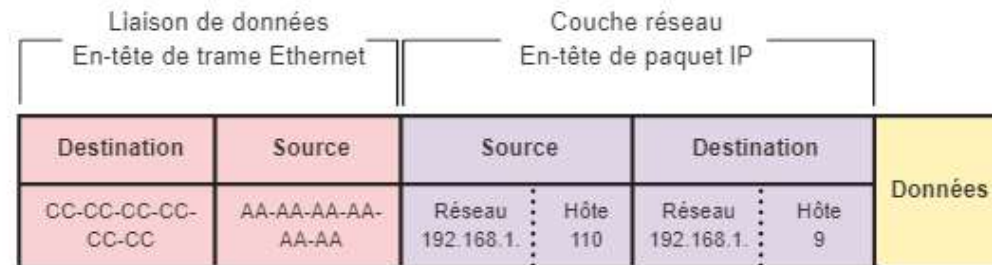 Liaison de données
En-tête de trame Ethernet
Couche réseau
En-tête de paquet IP
Destination
Source
Source
Destination
Données
CC-CC-CC-CC-
CC-CC
AA-AA-AA-AA-
AA-AA
Réseau
192.168.1.
Hôte
110
Réseau
192.168.1.
Hôte
9